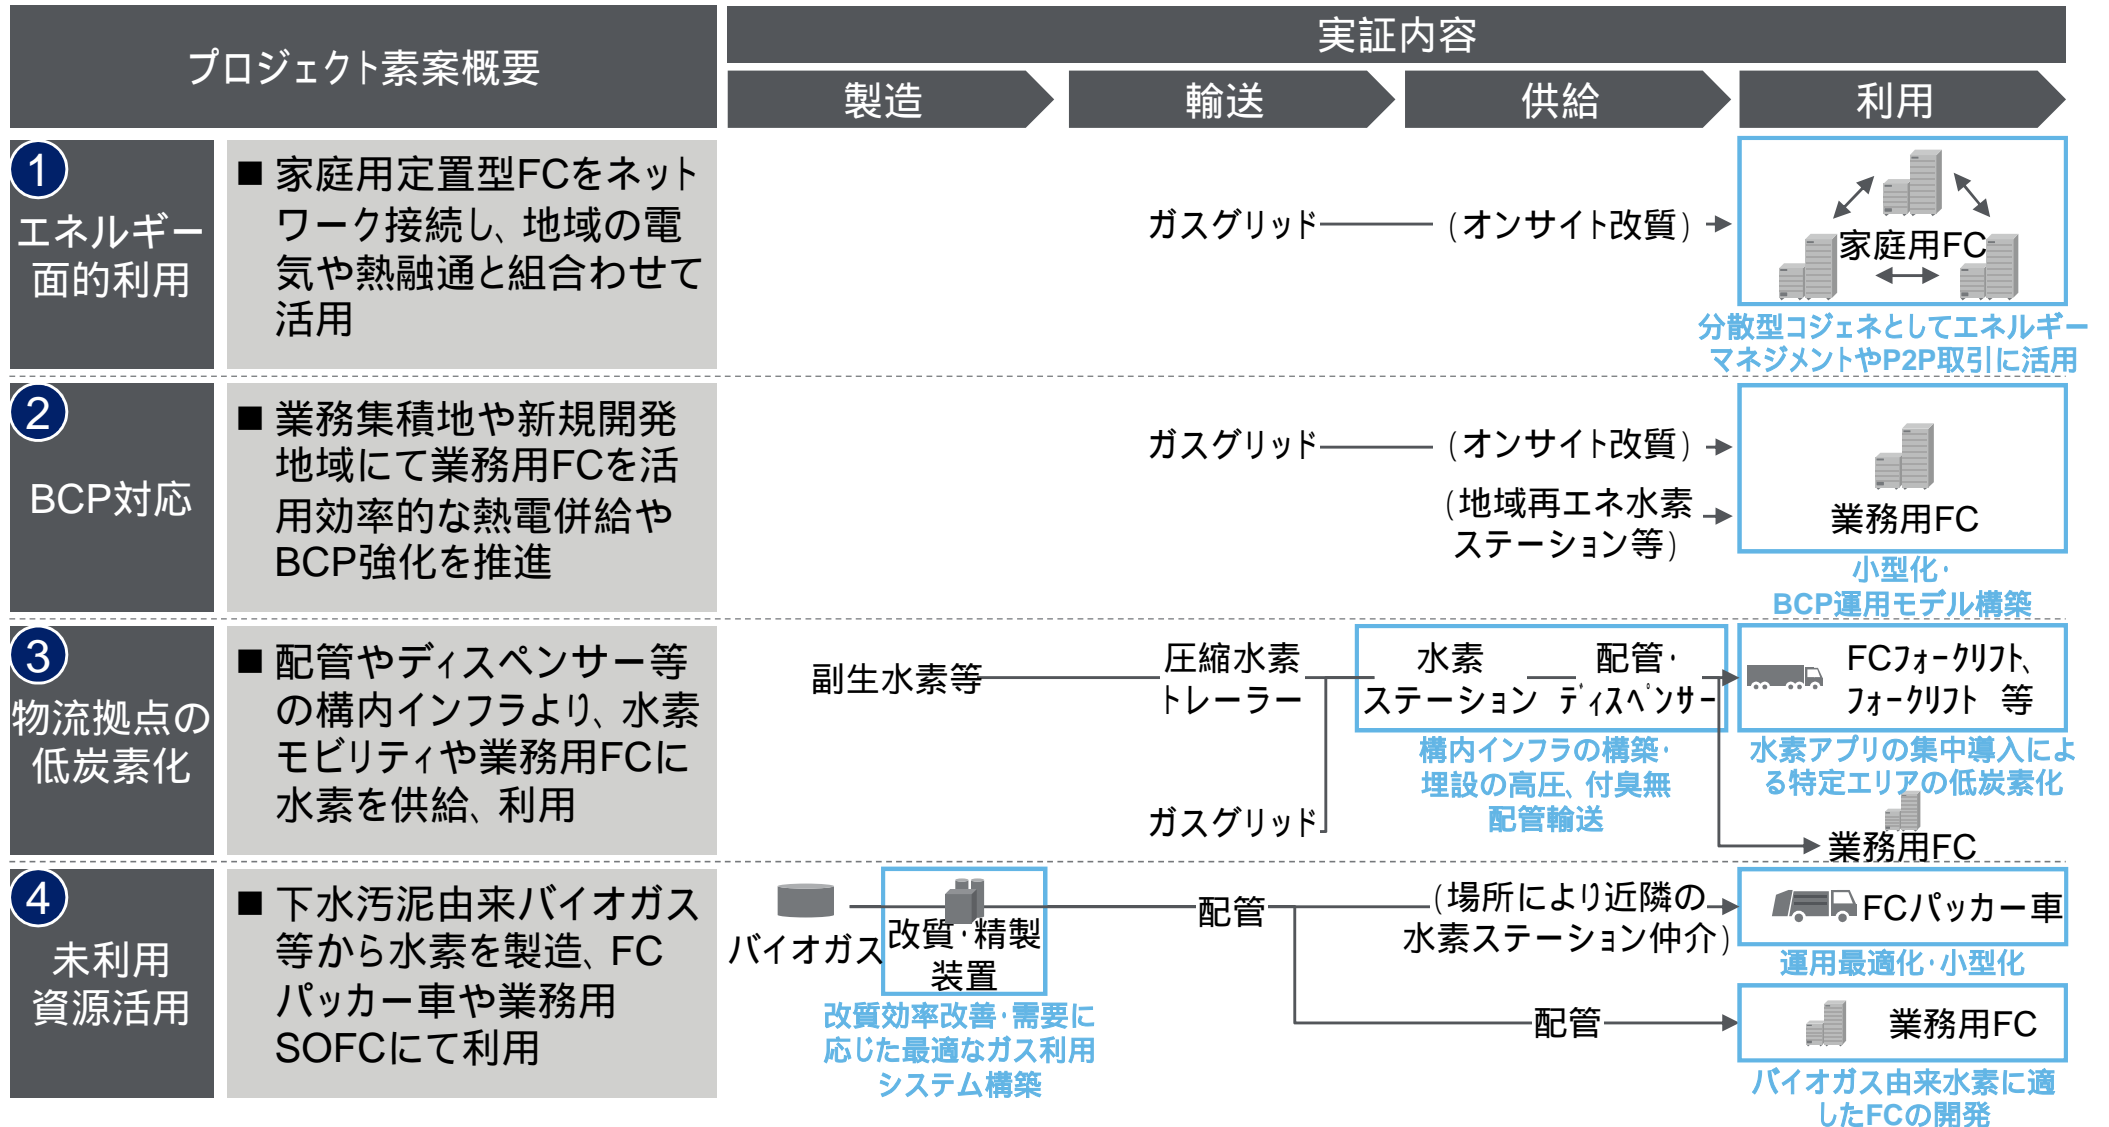 プロジェクト素案概要
実証内容
製造
輸送
供給
利用
1
エネルギー
面的利用
■ 家庭用定置型FCをネット
ワーク接続し、地域の電
気や熱融通と組合わせて
活用
ガスグリッド
(オンサイト改質)
家庭用FC
分散型コジェネとしてエネルギー
マネジメントやP2P取引に活用
2
BCP対応
■ 業務集積地や新規開発
地域にて業務用FCを活
用効率的な熱電併給や
BCP強化を推進
ガスグリッド
(オンサイト改質)
(地域再エネ水素
ステーション等)
業務用FC
小型化・
BCP運用モデル構築
3
物流拠点の
低炭素化
■ 配管やディスペンサー等
の構内インフラより、水素
モビリティや業務用FCに
水素を供給、利用
副生水素等
圧縮水素
トレーラー
ガスグリッド
水素
ステーション
配管・
ディスペンサー
構内インフラの構築・
埋設の高圧、付臭無
配管輸送
FCフォークリフト、
フォークリフト 等
水素アプリの集中導入によ
る特定エリアの低炭素化
業務用FC
4
未利用
資源活用
■ 下水汚泥由来バイオガス
等から水素を製造、FC
パッカー車や業務用
SOFCにて利用
バイオガス
改質・精製
装置
改質効率改善・需要に
応じた最適なガス利用
システム構築
配管
(場所により近隣の
水素ステーション仲介)
FCパッカー車
運用最適化・小型化
配管
業務用FC
バイオガス由来水素に適
したFCの開発